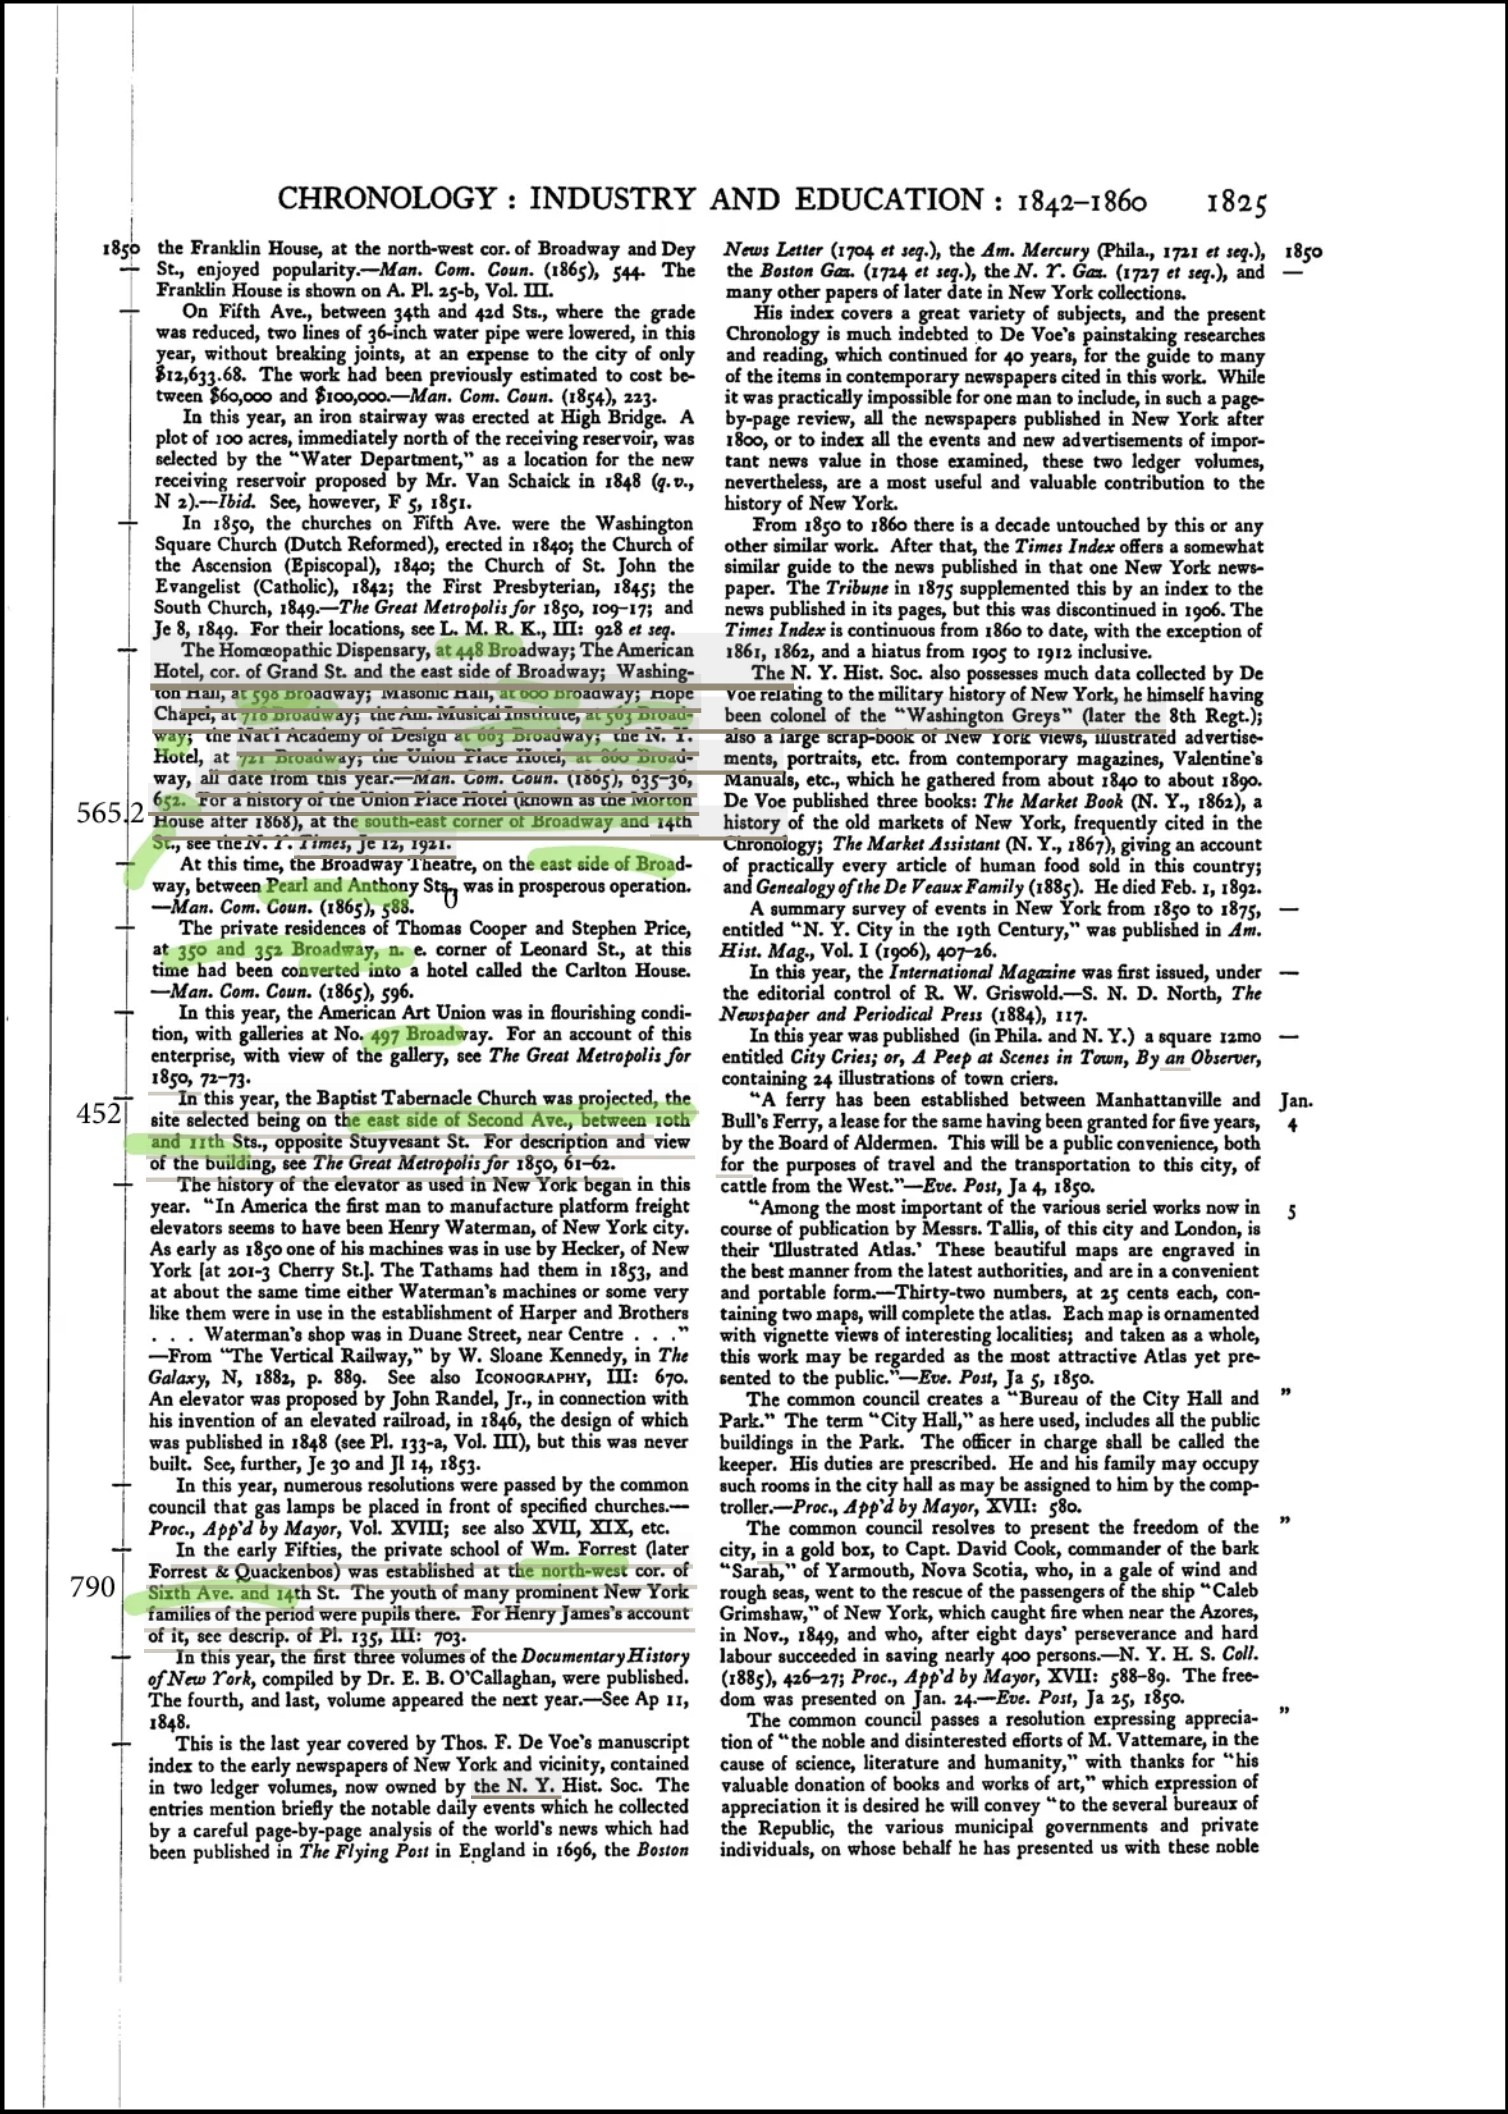 CHRONOLOGY : INDUSTRY AND EDUCATION : 1842–1860 1825
1850
the Franklin House, at the north-west cor. of Broadway and Dey
St., enjoyed popularity.—Man. Com. Coun. (1865), 544. The
Franklin House is shown on A. Pl. 25-b, Vol. III.
On Fifth Ave., between 34th and 42d Sts., where the grade
was reduced, two lines of 36-inch water pipe were lowered, in this
year, without breaking joints, at an expense to the city of only
$12,633.68. The work had been previously estimated to cost be-
tween $60,000 and $100,000.—Man. Com. Coun. (1854), 223.
In this year, an iron stairway was erected at High Bridge. A
plot of 100 acres, immediately north of the receiving reservoir, was
selected by the “Water Department,” as a location for the new
receiving reservoir proposed by Mr. Van Schaick in 1848 (q.v.,
N 2).—Ibid. See, however, F 5, 1851.
In 1850, the churches on Fifth Ave. were the Washington
Square Church (Dutch Reformed), erected in 1840; the Church of
the Ascension (Episcopal), 1840; the Church of St. John the
Evangelist (Catholic), 1842; the First Presbyterian, 1845; the
South Church, 1849.—The Great Metropolis for 1850, 109–17; and
Je 8, 1849. For their locations, see L. M. R. K., III: 928 et seq.
The Homœopathic Dispensary, at 448 Broadway; The American
Hotel, cor. of Grand St. and the east side of Broadway; Washing-
ton Hall, at 598 Broadway; Masonic Hall, at 600 Broadway; Hope
Chapel, at 718 Broadway; the Am. Musical Institute, at 563 Broad-
way; the Nat'l Academy of Design at 663 Broadway; the N. Y.
Hotel, at 721 Broadway; the Union Place Hotel, at 860 Broad-
way, all date from this year.—Man. Com. Coun. (1865), 635–36,
652. For a history of the Union Place Hotel (known as the Morton
565.2
House after 1868), at the south-east corner of Broadway and 14th
St., see the N. Y. Times, Je 12, 1921.
At this time, the Broadway Theatre, on the east side of Broad-
way, between Pearl and Anthony Sts., was in prosperous operation.
—Man. Com. Coun. (1865), 588.
The private residences of Thomas Cooper and Stephen Price,
at 350 and 352 Broadway, n. e. corner of Leonard St., at this
time had been converted into a hotel called the Carlton House.
—Man. Com. Coun. (1865), 596.
In this year, the American Art Union was in flourishing condi-
tion, with galleries at No. 497 Broadway. For an account of this
enterprise, with view of the gallery, see The Great Metropolis for
1850, 72–73.
In this year, the Baptist Tabernacle Church was projected, the
452
site selected being on the east side of Second Ave., between 10th
and 11th Sts., opposite Stuyvesant St. For description and view
of the building, see The Great Metropolis for 1850, 61–62.
The history of the elevator as used in New York began in this
year. “In America the first man to manufacture platform freight
elevators seems to have been Henry Waterman, of New York city.
As early as 1850 one of his machines was in use by Hecker, of New
York [at 201-3 Cherry St.]. The Tathams had them in 1853, and
at about the same time either Waterman's machines or some very
like them were in use in the establishment of Harper and Brothers
. . . Waterman's shop was in Duane Street, near Centre . . .”
—From “The Vertical Railway,” by W. Sloane Kennedy, in The
Galaxy, N, 1882, p. 889. See also ICONOGRAPHY, III: 670.
An elevator was proposed by John Randel, Jr., in connection with
his invention of an elevated railroad, in 1846, the design of which
was published in 1848 (see Pl. 133-a, Vol. III), but this was never
built. See, further, Je 30 and Jl 14, 1853.
In this year, numerous resolutions were passed by the common
council that gas lamps be placed in front of specified churches.—
Proc., App'd by Mayor, Vol. XVIII; see also XVII, XIX, etc.
In the early Fifties, the private school of Wm. Forrest (later
Forrest & Quackenbos) was established at the north-west cor. of
790
Sixth Ave. and 14th St. The youth of many prominent New York
families of the period were pupils there. For Henry James's account
of it, see descrip. of Pl. 135, III: 703.
In this year, the first three volumes of the Documentary History
of New York, compiled by Dr. E. B. O'Callaghan, were published.
The fourth, and last, volume appeared the next year.—See Ap 11,
1848.
This is the last year covered by Thos. F. De Voe's manuscript
index to the early newspapers of New York and vicinity, contained
in two ledger volumes, now owned by the N. Y. Hist. Soc. The
entries mention briefly the notable daily events which he collected
by a careful page-by-page analysis of the world's news which had
been published in The Flying Post in England in 1696, the Boston
News Letter (1704 et seq.), the Am. Mercury (Phila., 1721 et seq.), 1850
the Boston Gaz. (1724 et seq.), the N. Y. Gaz. (1727 et seq.), and —
many other papers of later date in New York collections.
His index covers a great variety of subjects, and the present
Chronology is much indebted to De Voe's painstaking researches
and reading, which continued for 40 years, for the guide to many
of the items in contemporary newspapers cited in this work. While
it was practically impossible for one man to include, in such a page-
by-page review, all the newspapers published in New York after
1800, or to index all the events and new advertisements of impor-
tant news value in those examined, these two ledger volumes,
nevertheless, are a most useful and valuable contribution to the
history of New York.
From 1850 to 1860 there is a decade untouched by this or any
other similar work. After that, the Times Index offers a somewhat
similar guide to the news published in that one New York news-
paper. The Tribune in 1875 supplemented this by an index to the
news published in its pages, but this was discontinued in 1906. The
Times Index is continuous from 1860 to date, with the exception of
1861, 1862, and a hiatus from 1905 to 1912 inclusive.
The N. Y. Hist. Soc. also possesses much data collected by De
Voe relating to the military history of New York, he himself having
been colonel of the “Washington Greys” (later the 8th Regt.);
also a large scrap-book of New York views, illustrated advertise-
ments, portraits, etc. from contemporary magazines, Valentine's
Manuals, etc., which he gathered from about 1840 to about 1890.
De Voe published three books: The Market Book (N. Y., 1862), a
history of the old markets of New York, frequently cited in the
Chronology; The Market Assistant (N. Y., 1867), giving an account
of practically every article of human food sold in this country;
and Genealogy of the De Veaux Family (1885). He died Feb. 1, 1892.
A summary survey of events in New York from 1850 to 1875, —
entitled “N. Y. City in the 19th Century,” was published in Am.
Hist. Mag., Vol. I (1906), 407–26.
In this year, the International Magazine was first issued, under —
the editorial control of R. W. Griswold.—S. N. D. North, The
Newspaper and Periodical Press (1884), 117.
In this year was published (in Phila. and N. Y.) a square 12mo —
entitled City Cries; or, A Peep at Scenes in Town, By an Observer,
containing 24 illustrations of town criers.
“A ferry has been established between Manhattanville and Jan.
Bull's Ferry, a lease for the same having been granted for five years, 4
by the Board of Aldermen. This will be a public convenience, both
for the purposes of travel and the transportation to this city, of
cattle from the West.”—Eve. Post, Ja 4, 1850.
“Among the most important of the various seriel works now in 5
course of publication by Messrs. Tallis, of this city and London, is
their ‘Illustrated Atlas.’ These beautiful maps are engraved in
the best manner from the latest authorities, and are in a convenient
and portable form.—Thirty-two numbers, at 25 cents each, con-
taining two maps, will complete the atlas. Each map is ornamented
with vignette views of interesting localities; and taken as a whole,
this work may be regarded as the most attractive Atlas yet pre-
sented to the public.”—Eve. Post, Ja 5, 1850.
The common council creates a “Bureau of the City Hall and ”
Park.” The term “City Hall,” as here used, includes all the public
buildings in the Park. The officer in charge shall be called the
keeper. His duties are prescribed. He and his family may occupy
such rooms in the city hall as may be assigned to him by the comp-
troller.—Proc., App'd by Mayor, XVII: 580.
The common council resolves to present the freedom of the ”
city, in a gold box, to Capt. David Cook, commander of the bark
“Sarah,” of Yarmouth, Nova Scotia, who, in a gale of wind and
rough seas, went to the rescue of the passengers of the ship “Caleb
Grimshaw,” of New York, which caught fire when near the Azores,
in Nov., 1849, and who, after eight days' perseverance and hard
labour succeeded in saving nearly 400 persons.—N. Y. H. S. Coll.
(1885), 426–27; Proc., App'd by Mayor, XVII: 588–89. The free-
dom was presented on Jan. 24.—Eve. Post, Ja 25, 1850.
The common council passes a resolution expressing apprecia- ”
tion of “the noble and disinterested efforts of M. Vattemare, in the
cause of science, literature and humanity,” with thanks for “his
valuable donation of books and works of art,” which expression of
appreciation it is desired he will convey “to the several bureaux of
the Republic, the various municipal governments and private
individuals, on whose behalf he has presented us with these noble